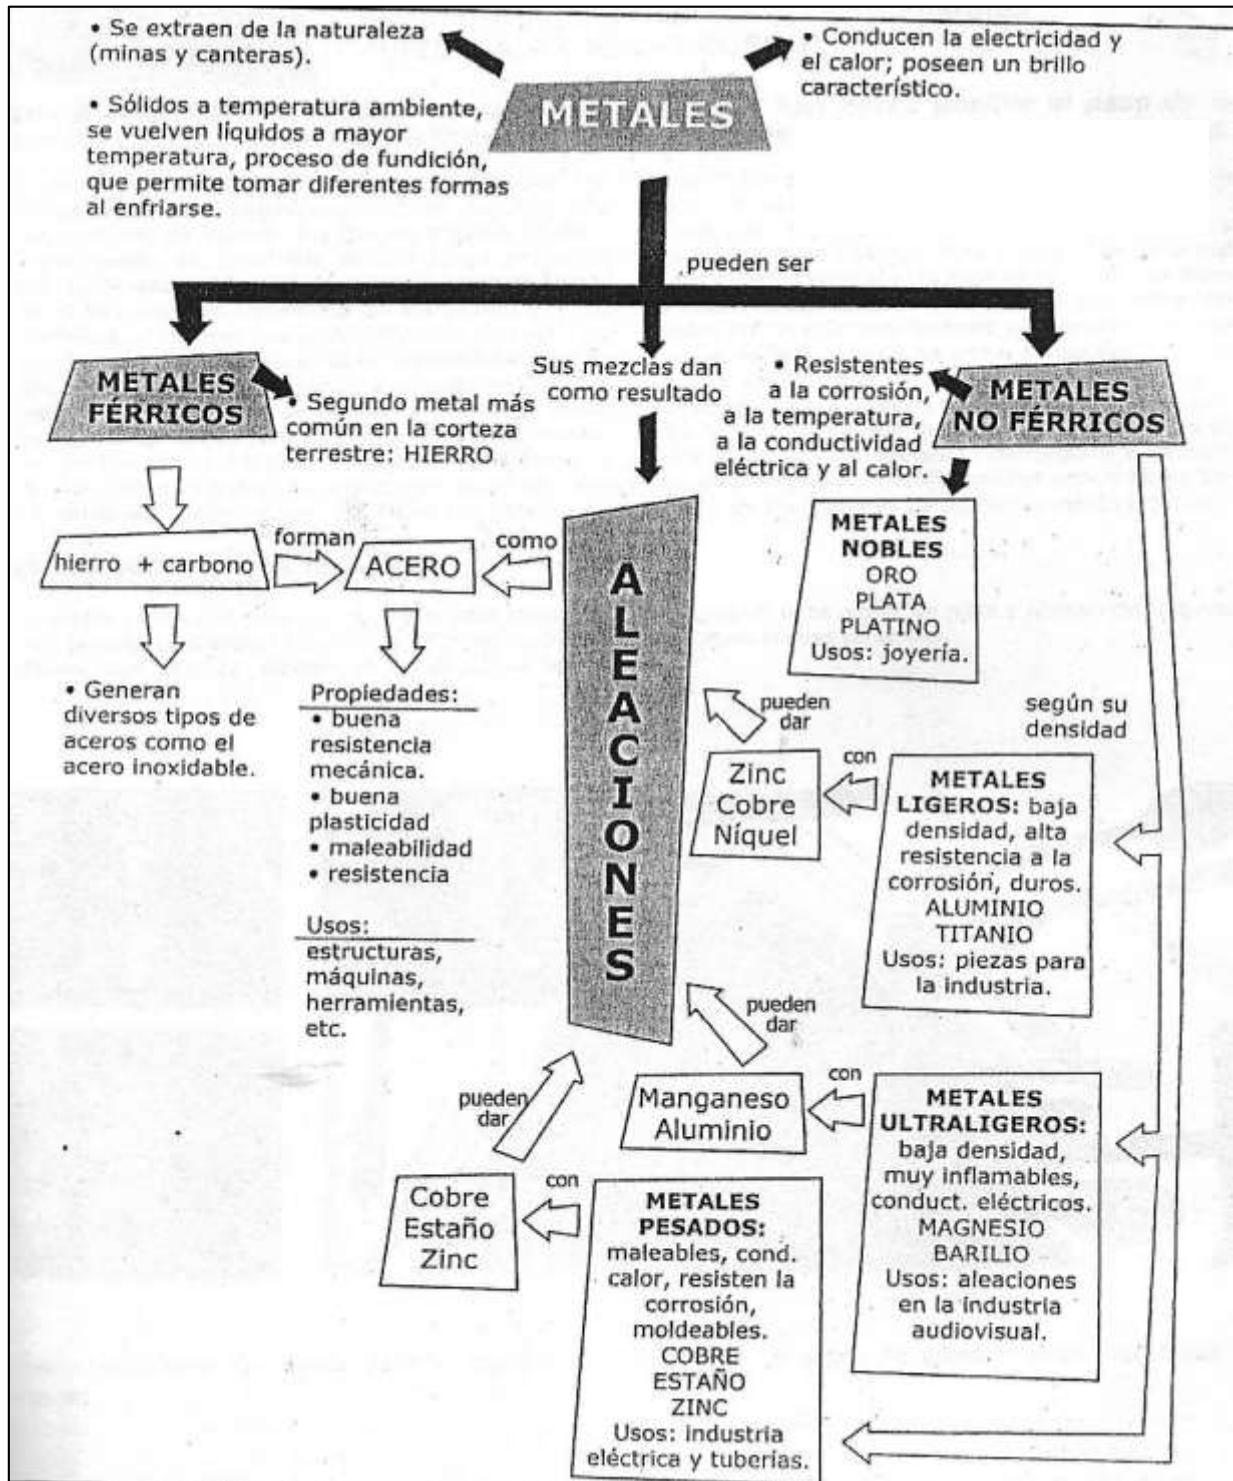 • Se extraen de la naturaleza
(minas y canteras).
• Sólidos a temperatura ambiente,
se vuelven líquidos a mayor
temperatura, proceso de fundición,
que permite tomar diferentes formas
al enfriarse.
METALES
• Conducen la electricidad y
el calor; poseen un brillo
característico.
pueden ser
METALES
FÉRRICOS
• Segundo metal más
común en la corteza
terrestre: HIERRO
Sus mezclas dan
como resultado
• Resistentes
a la corrosión,
a la temperatura,
a la conductividad
eléctrica y al calor.
METALES
NO FÉRRICOS
hierro + carbono
forman
ACERO
como
ALEACIONES
METALES
NOBLES
ORO
PLATA
PLATINO
Usos: joyería.
• Generan
diversos tipos de
aceros como el
acero inoxidable.
Propiedades:
• buena
resistencia
mecánica.
• buena
plasticidad
• maleabilidad
• resistencia
Usos:
estructuras,
máquinas,
herramientas,
etc.
pueden
dar
según su
densidad
Zinc
Cobre
Níquel
con
METALES
LIGEROS: baja
densidad, alta
resistencia a la
corrosión, duros.
ALUMINIO
TITANIO
Usos: piezas para
la industria.
pueden
dar
Manganeso
Aluminio
con
METALES
ULTRALIGEROS:
baja densidad,
muy inflamables,
conduct. eléctricos.
MAGNESIO
BARILIO
Usos: aleaciones
en la industria
audiovisual.
pueden
dar
Cobre
Estaño
Zinc
con
METALES
PESADOS:
maleables, cond.
calor, resisten la
corrosión,
moldeables.
COBRE
ESTAÑO
ZINC
Usos: industria
eléctrica y tuberías.